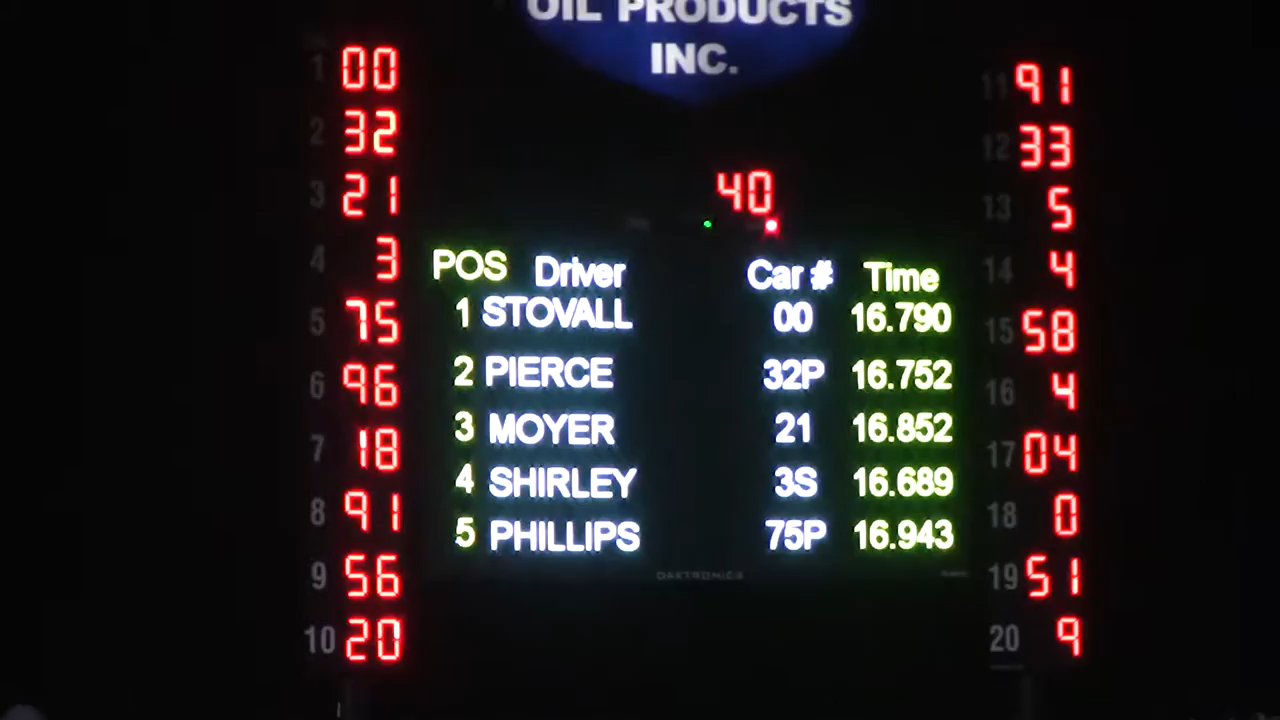 OIL PRODUCTS
INC.
40
1 00
2 32
3 21
4 3
5 75
6 96
7 18
8 91
9 56
10 20
POS Driver Car # Time
1 STOVALL 00 16.790
2 PIERCE 32P 16.752
3 MOYER 21 16.852
4 SHIRLEY 3S 16.689
5 PHILLIPS 75P 16.943
DAKTRONICS
11 91
12 33
13 5
14 4
15 58
16 4
17 04
18 0
19 51
20 9